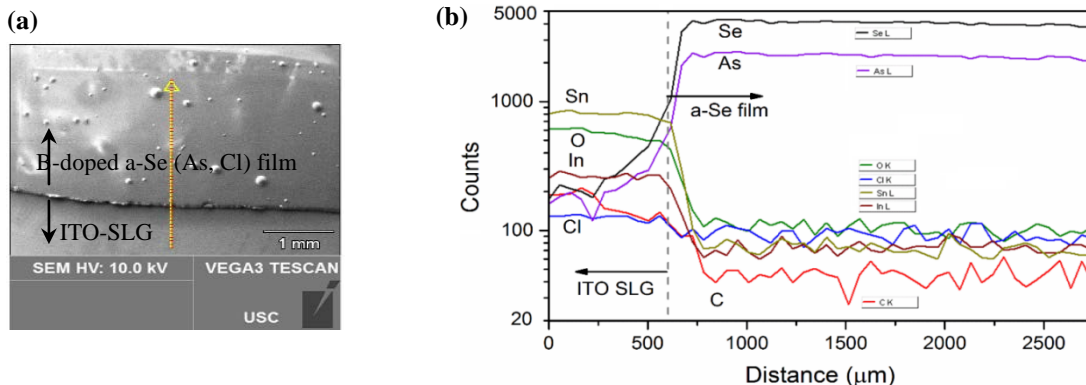 (a)
B-doped a-Se (As, Cl) film
ITO-SLG
1 mm
SEM HV: 10.0 kV
VEGA3 TESCAN
USC
(b)
5000
1000
100
20
Counts
Se
As
Sn
O
In
Cl
C
a-Se film
ITO SLG
Se L
As L
O K
Cl K
Sn L
In L
C K
0
500
1000
1500
2000
2500
Distance (μm)